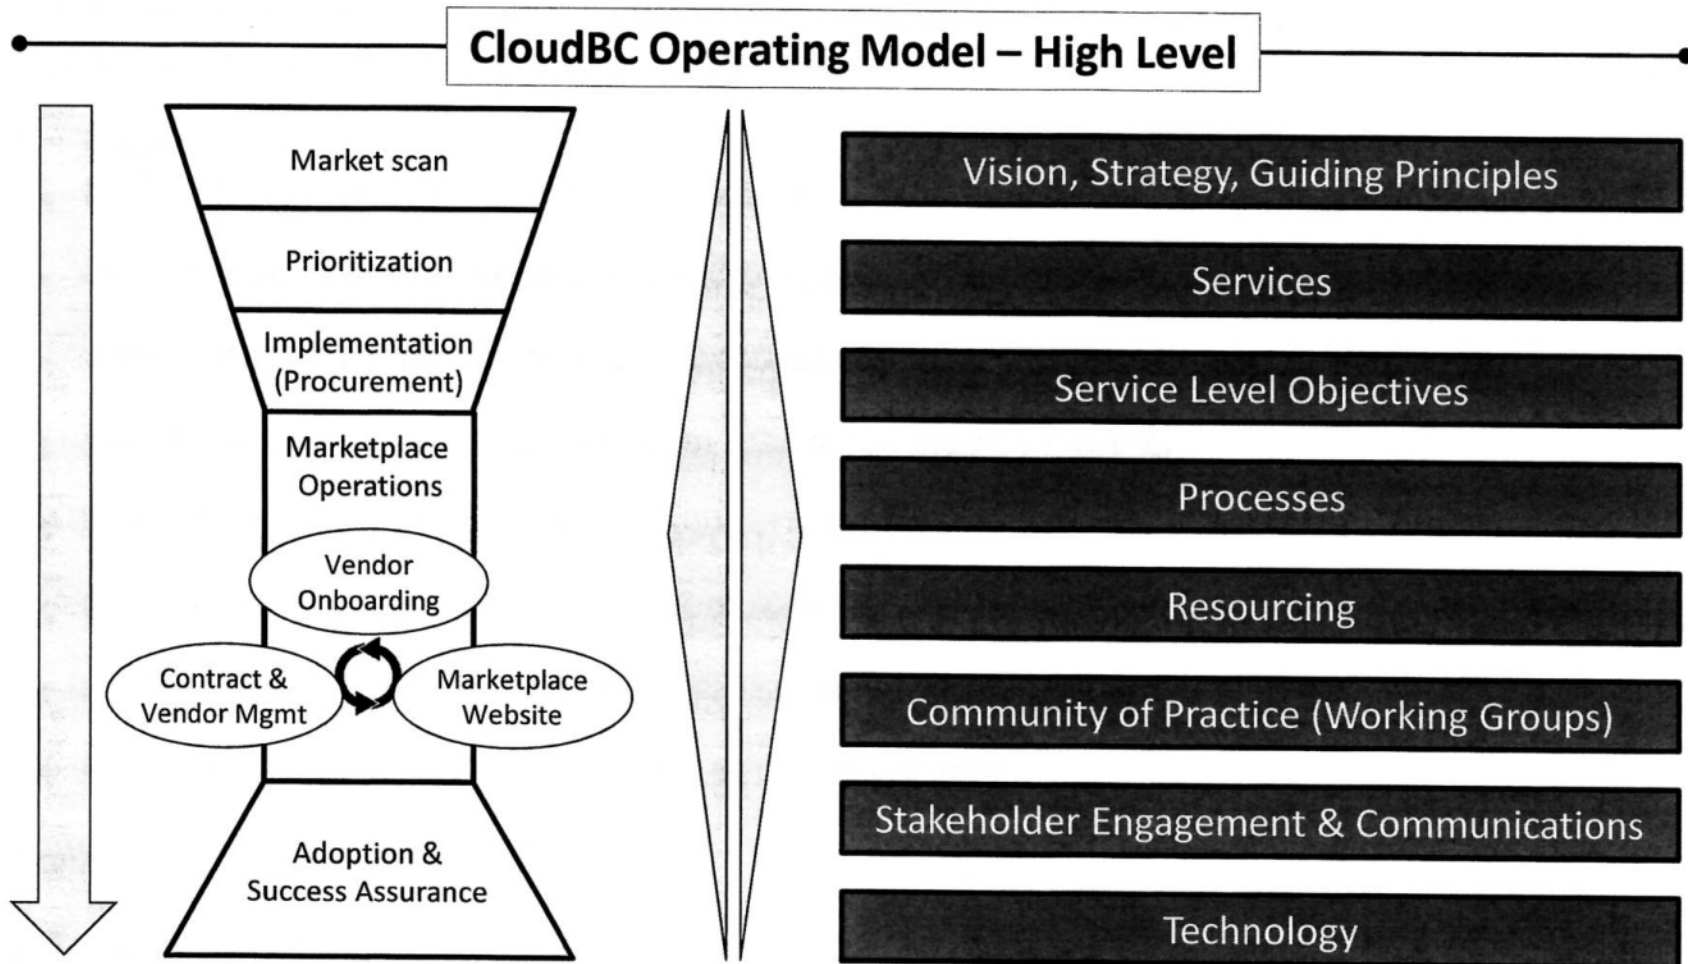 CloudBC Operating Model – High Level
Market scan
Prioritization
Implementation
(Procurement)
Marketplace
Operations
Vendor
Onboarding
Contract &
Vendor Mgmt
Marketplace
Website
Adoption &
Success Assurance
Vision, Strategy, Guiding Principles
Services
Service Level Objectives
Processes
Resourcing
Community of Practice (Working Groups)
Stakeholder Engagement & Communications
Technology